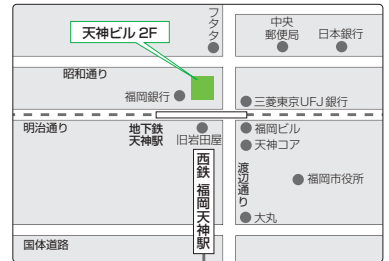 フタタ
天神ビル 2F
中央
郵便局
日本銀行
昭和通り
福岡銀行
三菱東京UFJ 銀行
明治通り
地下鉄
天神駅
旧岩田屋
福岡ビル
天神コア
西鉄 福岡天神駅
渡辺通り
福岡市役所
大丸
国体道路